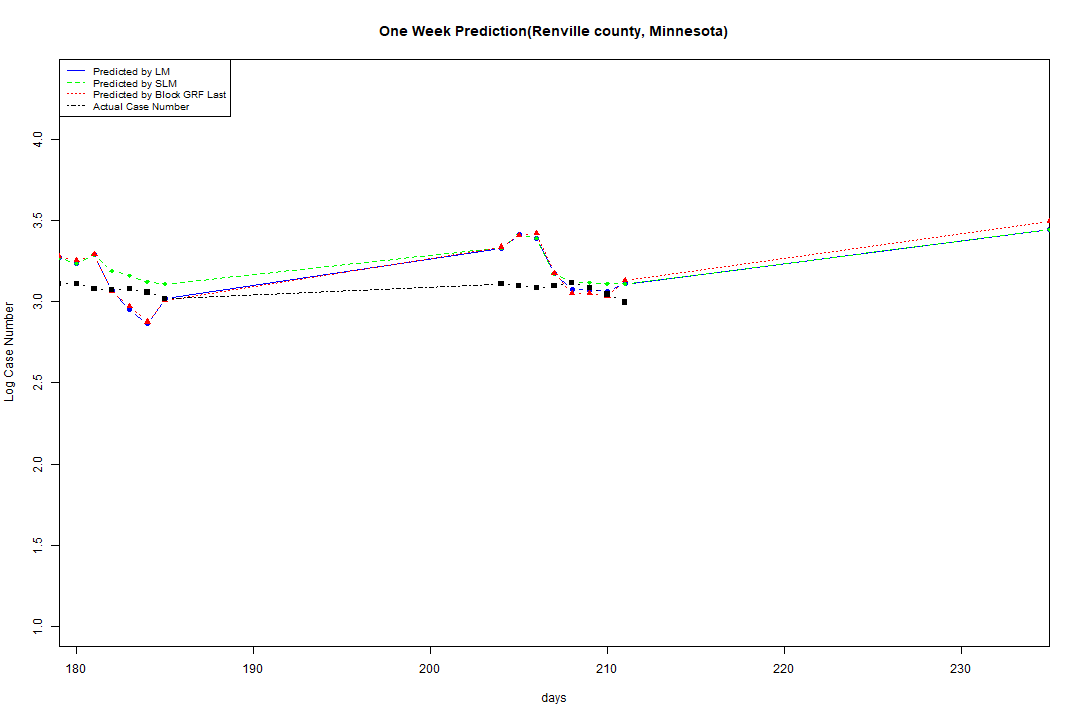 One Week Prediction(Renville county, Minnesota)
Predicted by LM
Predicted by SLM
Predicted by Block GRF Last
Actual Case Number
4.0
3.5
3.0
2.5
2.0
1.5
1.0
Log Case Number
180 190 200 210 220 230
days